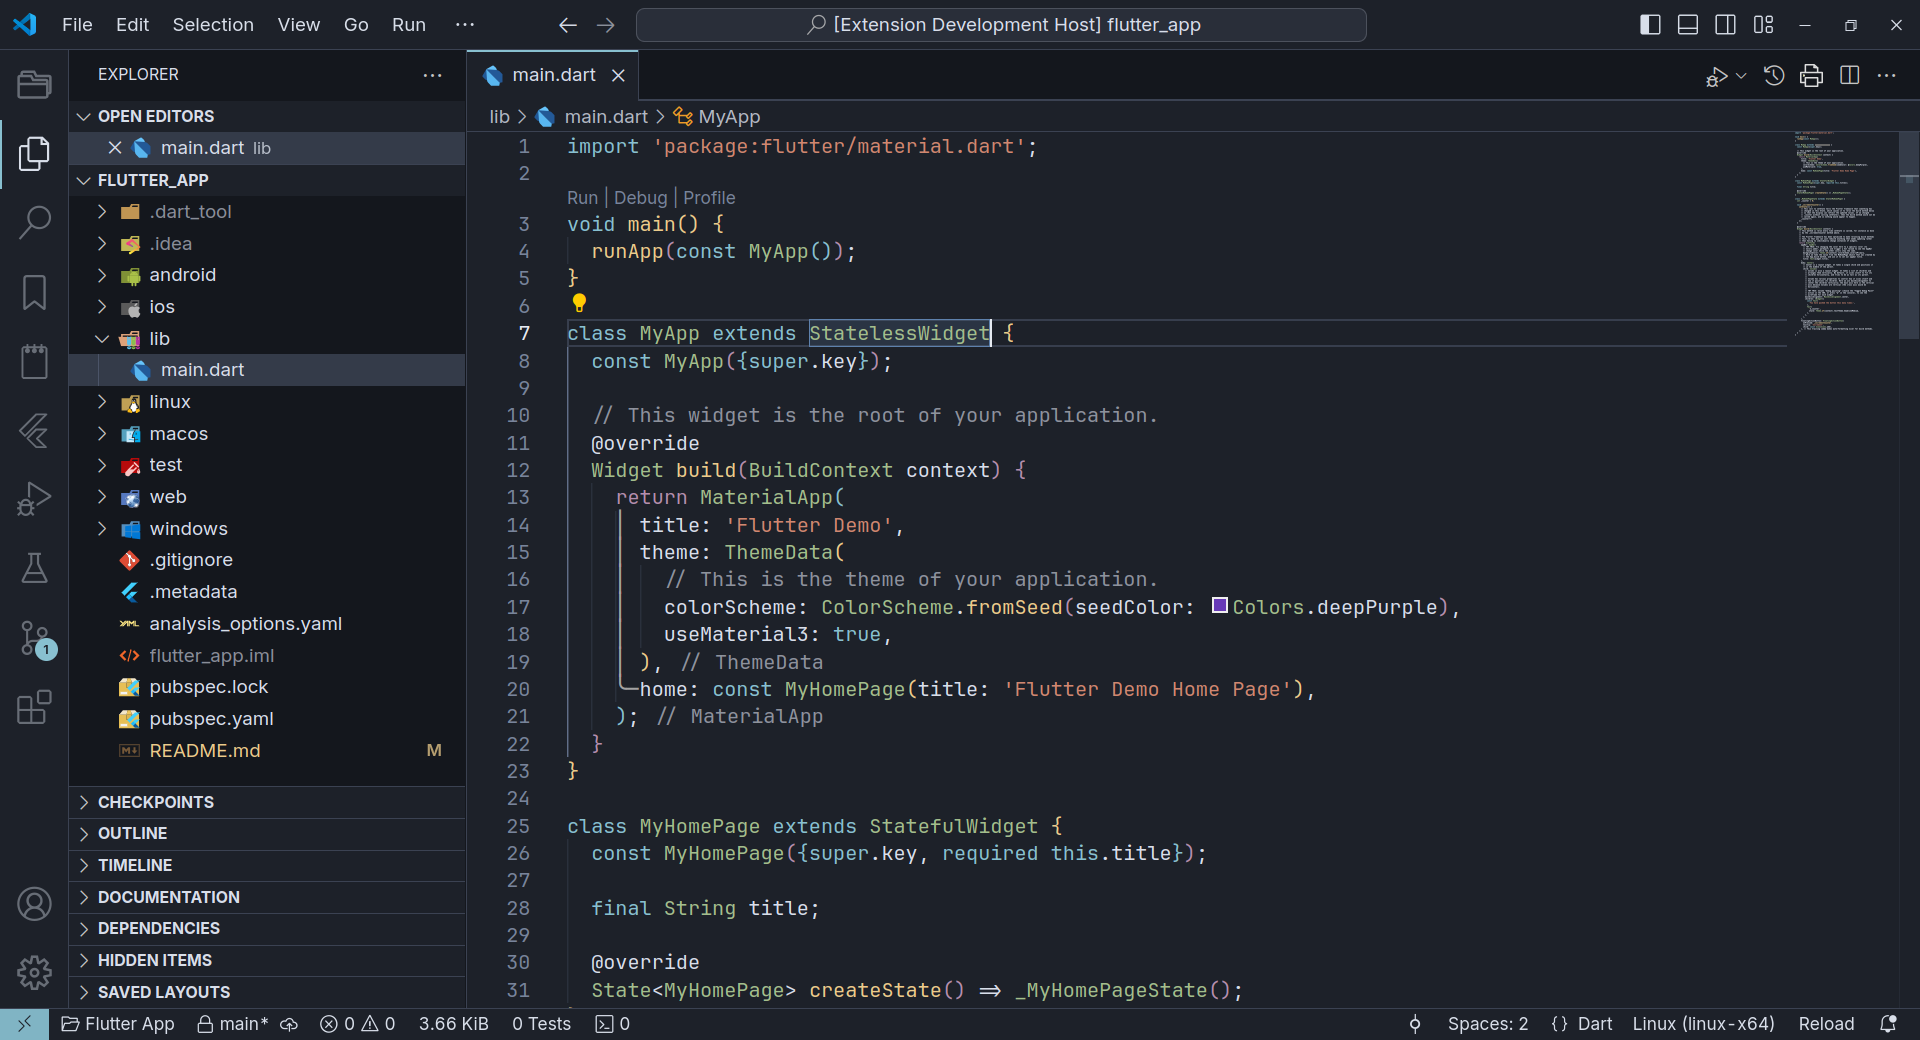 File Edit Selection View Go Run ··· [Extension Development Host] flutter_app
EXPLORER
OPEN EDITORS
main.dart lib
FLUTTER_APP
.dart_tool
.idea
android
ios
lib
main.dart
linux
macos
test
web
windows
.gitignore
.metadata
analysis_options.yaml
flutter_app.iml
pubspec.lock
pubspec.yaml
README.md M
CHECKPOINTS
OUTLINE
TIMELINE
DOCUMENTATION
DEPENDENCIES
HIDDEN ITEMS
SAVED LAYOUTS
1
main.dart
lib > main.dart > MyApp
1 import 'package:flutter/material.dart';
2
Run | Debug | Profile
3 void main() {
4 runApp(const MyApp());
5 }
6
7 class MyApp extends StatelessWidget {
8 const MyApp({super.key});
9
10 // This widget is the root of your application.
11 @override
12 Widget build(BuildContext context) {
13 return MaterialApp(
14 title: 'Flutter Demo',
15 theme: ThemeData(
16 // This is the theme of your application.
17 colorScheme: ColorScheme.fromSeed(seedColor: Colors.deepPurple),
18 useMaterial3: true,
19 ), // ThemeData
20 home: const MyHomePage(title: 'Flutter Demo Home Page'),
21 ); // MaterialApp
22 }
23 }
24
25 class MyHomePage extends StatefulWidget {
26 const MyHomePage({super.key, required this.title});
27
28 final String title;
29
30 @override
31 State<MyHomePage> createState() => _MyHomePageState();
Flutter App main* 0 0 3.66 KiB 0 Tests 0 Spaces: 2 {} Dart Linux (linux-x64) Reload